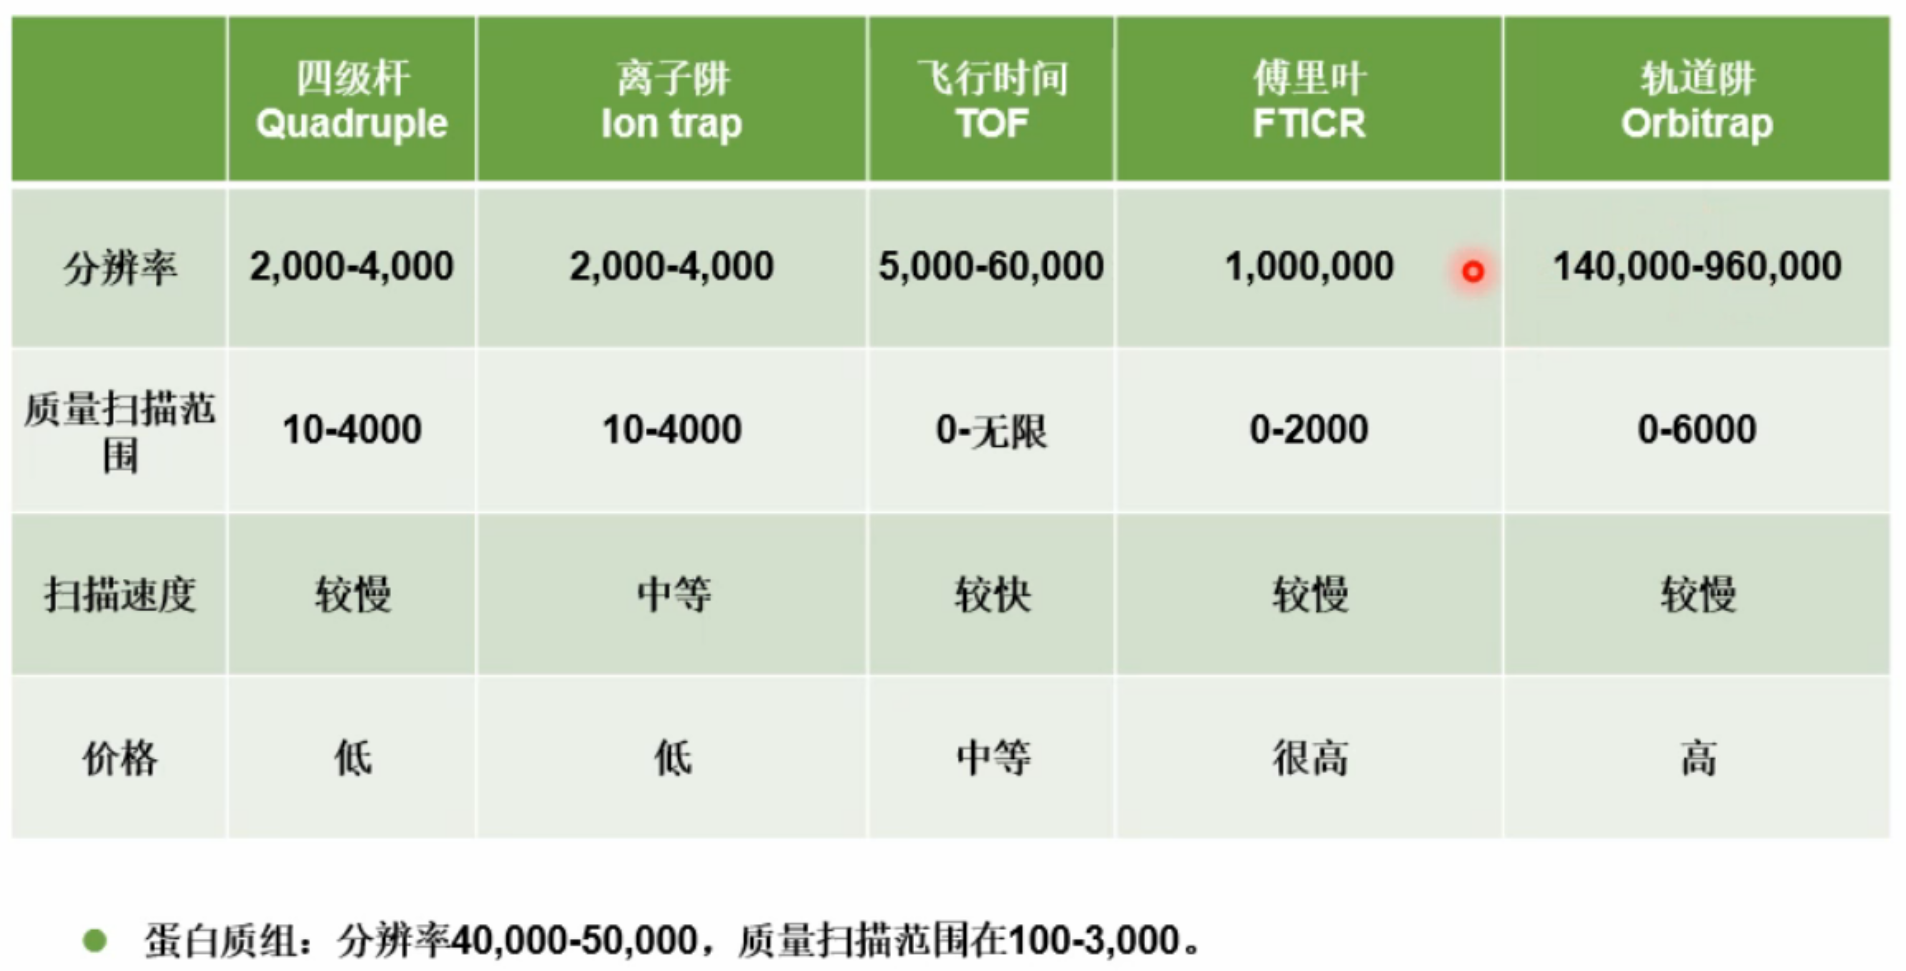 四级杆 离子阱 飞行时间 傅里叶 轨道阱
Quadruple Ion trap TOF FTICR Orbitrap
分辨率 2,000-4,000 2,000-4,000 5,000-60,000 1,000,000 140,000-960,000
质量扫描范
围 10-4000 10-4000 0-无限 0-2000 0-6000
扫描速度 较慢 中等 较快 较慢 较慢
价格 低 低 中等 很高 高
蛋白质组：分辨率40,000-50,000，质量扫描范围在100-3,000。